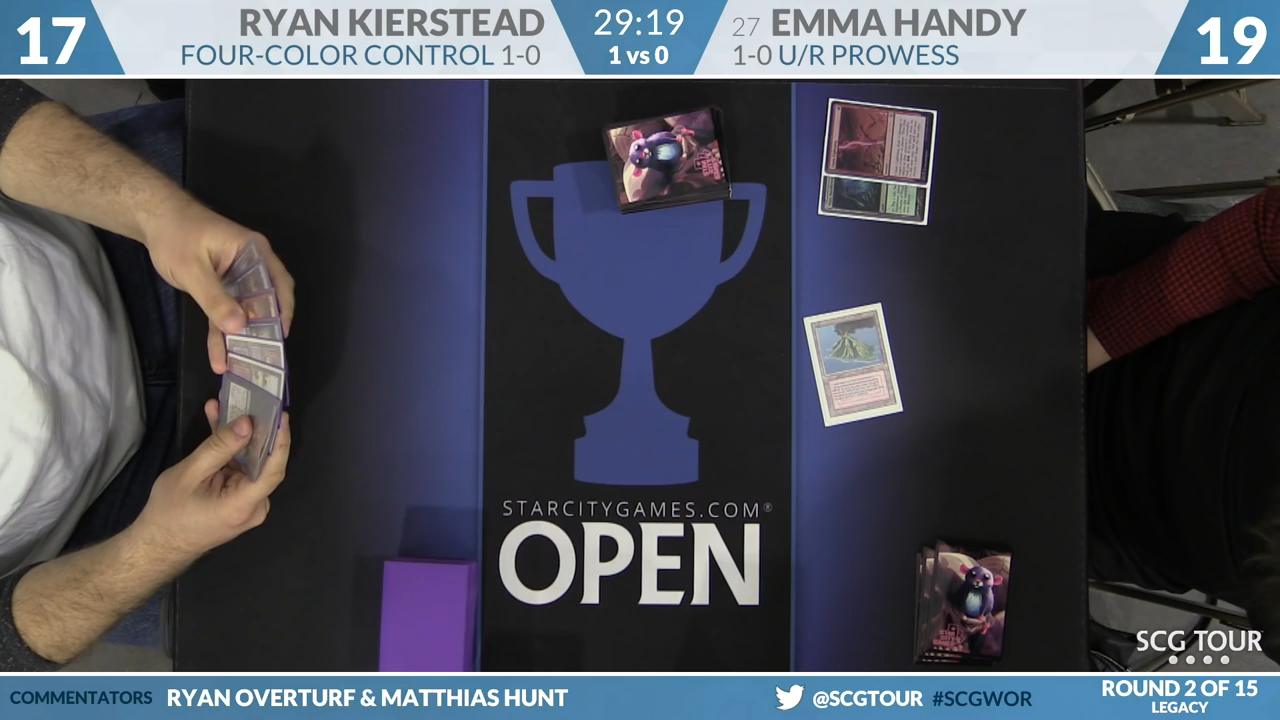 17
RYAN KIERSTEAD
FOUR-COLOR CONTROL 1-0
29:19
1 vs 0
27 EMMA HANDY
1-0 U/R PROWESS
19
STARCITYGAMES.COM®
OPEN
SCG TOUR
COMMENTATORS RYAN OVERTURF & MATTHIAS HUNT
@SCGTOUR #SCGWOR
ROUND 2 OF 15
LEGACY